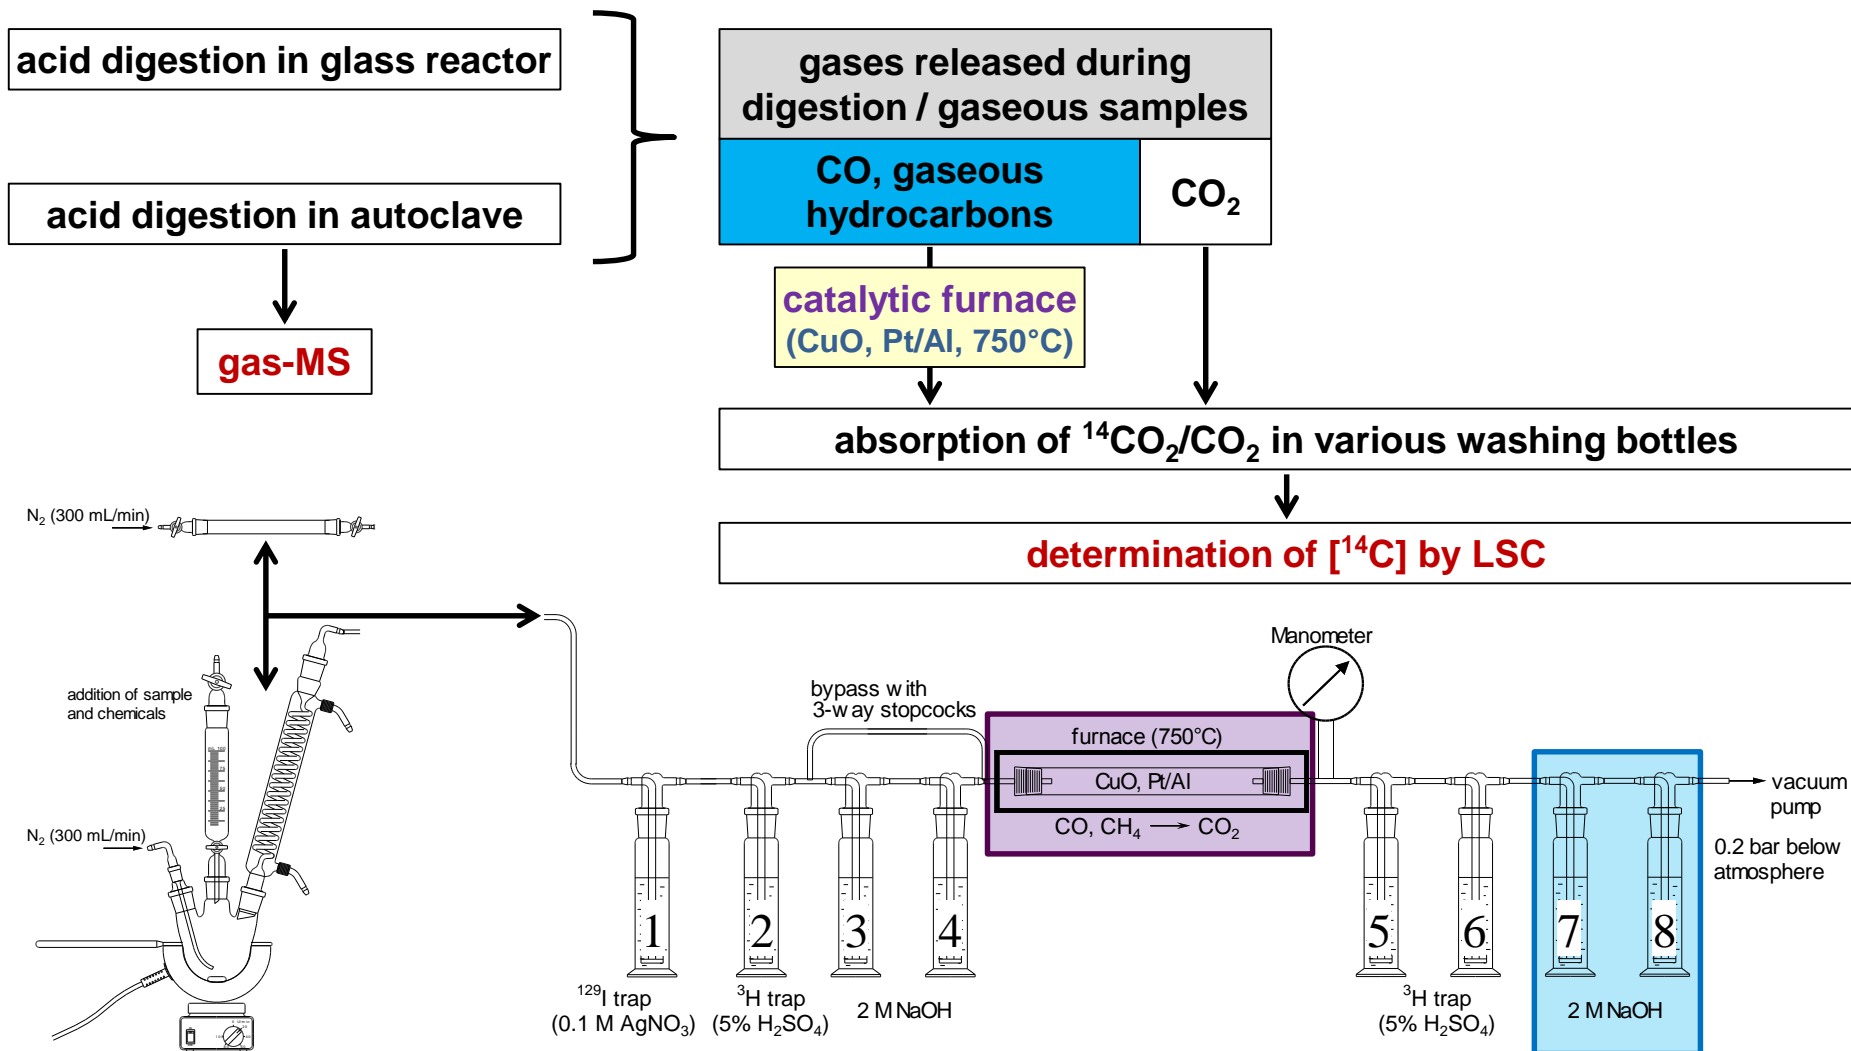 acid digestion in glass reactor
acid digestion in autoclave
gas-MS
gases released during
digestion / gaseous samples
CO, gaseous
hydrocarbons
CO₂
catalytic furnace
(CuO, Pt/Al, 750°C)
absorption of ¹⁴CO₂/CO₂ in various washing bottles
determination of [¹⁴C] by LSC
N₂ (300 mL/min)
addition of sample
and chemicals
N₂ (300 mL/min)
bypass with
3-way stopcocks
Manometer
furnace (750°C)
CuO, Pt/Al
CO, CH₄ → CO₂
vacuum
pump
0.2 bar below
atmosphere
1
2
3
4
5
6
7
8
¹²⁹I trap
(0.1 M AgNO₃)
³H trap
(5% H₂SO₄)
2 M NaOH
³H trap
(5% H₂SO₄)
2 M NaOH